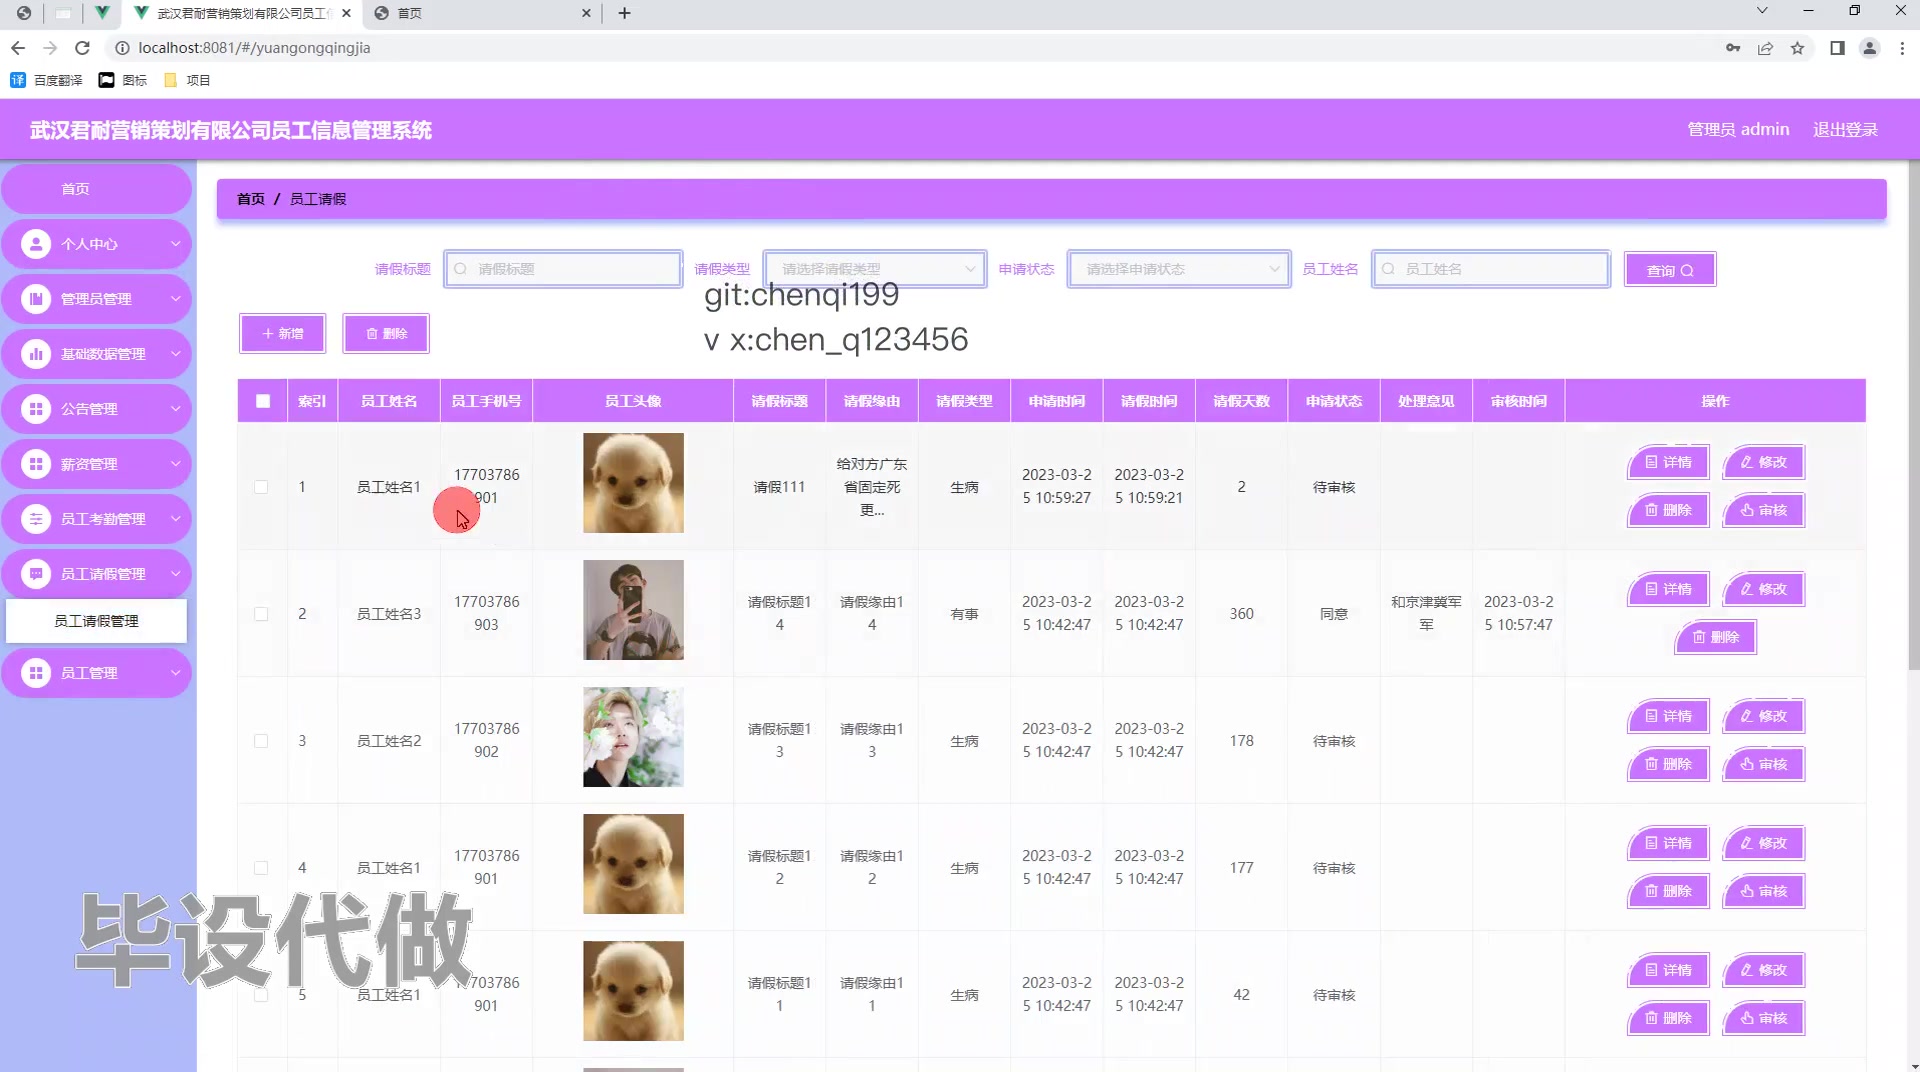 武汉君耐营销策划有限公司员工信
首页
localhost:8081/#/yuangongqingjia
百度翻译
图标
项目
武汉君耐营销策划有限公司员工信息管理系统
管理员 admin
退出登录
首页
个人中心
管理员管理
基础数据管理
公告管理
薪资管理
员工考勤管理
员工请假管理
员工请假管理
员工管理
首页 / 员工请假
请假标题 请假标题 请假类型 请选择请假类型 申请状态 请选择申请状态 员工姓名 员工姓名 查询
git:chenqi199
v x:chen_q123456
+ 新增 删除
索引 员工姓名 员工手机号 员工头像 请假标题 请假缘由 请假类型 申请时间 请假时间 请假天数 申请状态 处理意见 审核时间 操作
1 员工姓名1 17703786901 请假111 给对方广东省固定死更... 生病 2023-03-25 10:59:27 2023-03-25 10:59:21 2 待审核 详情 修改 删除 审核
2 员工姓名3 17703786903 请假标题14 请假缘由14 有事 2023-03-25 10:42:47 2023-03-25 10:42:47 360 同意 和京津冀军军 2023-03-25 10:57:47 详情 修改 删除
3 员工姓名2 17703786902 请假标题13 请假缘由13 生病 2023-03-25 10:42:47 2023-03-25 10:42:47 178 待审核 详情 修改 删除 审核
4 员工姓名1 17703786901 请假标题12 请假缘由12 生病 2023-03-25 10:42:47 2023-03-25 10:42:47 177 待审核 详情 修改 删除 审核
5 员工姓名1 17703786901 请假标题11 请假缘由11 生病 2023-03-25 10:42:47 2023-03-25 10:42:47 42 待审核 详情 修改 删除 审核
毕设代做